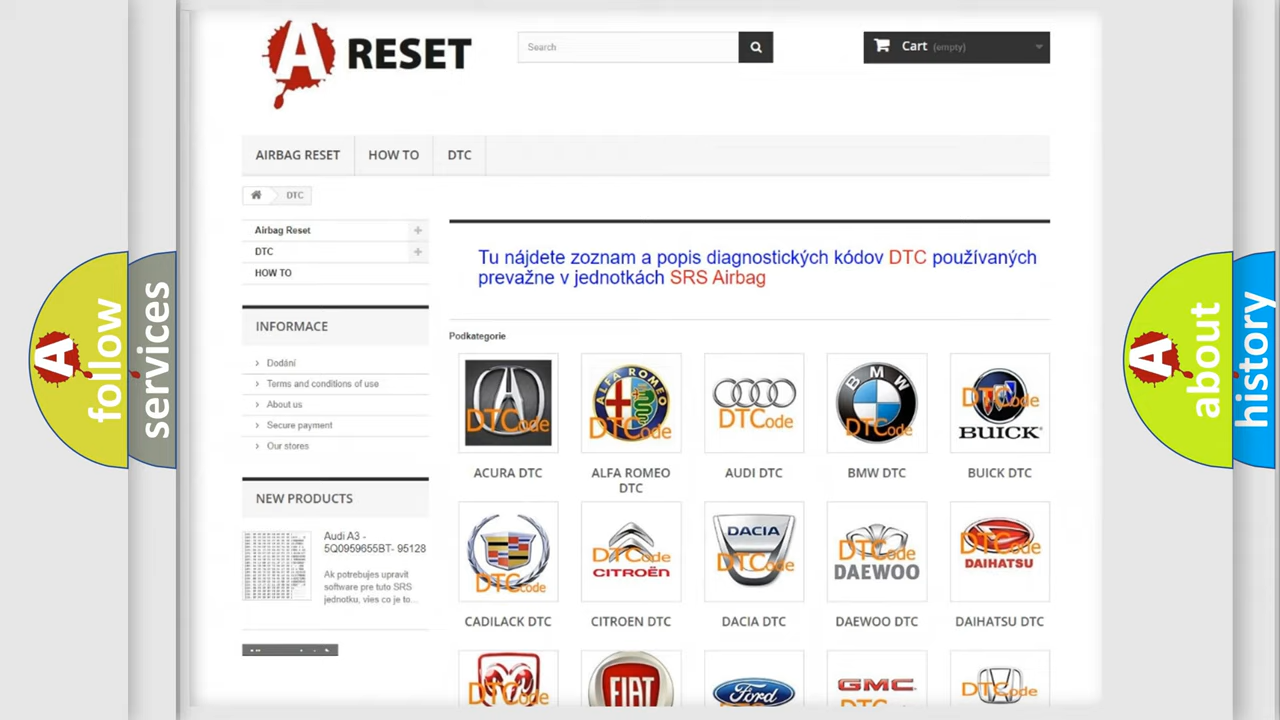 A RESET
Search
Cart (empty)
AIRBAG RESET
HOW TO
DTC
DTC
Airbag Reset
DTC
HOW TO
Tu nájdete zoznam a popis diagnostických kódov DTC používaných
prevažne v jednotkách SRS Airbag
INFORMACE
Dodání
Terms and conditions of use
About us
Secure payment
Our stores
NEW PRODUCTS
Audi A3 -
5Q0959655BT- 95128
Ak potrebujes upravit
software pre tuto SRS
jednotku, vies co je to...
Podkategorie
DTCode
ALFA ROMEO
DTCode
DTCode
BMW
DTCode
DTCode
BUICK
ACURA DTC
ALFA ROMEO
DTC
AUDI DTC
BMW DTC
BUICK DTC
DTCode
DTCode
CITROËN
DACIA
DTCode
DTCode
DAEWOO
DTCode
DAIHATSU
CADILACK DTC
CITROEN DTC
DACIA DTC
DAEWOO DTC
DAIHATSU DTC
DTCode
FIAT
Ford
GMC
DTCode
A follow
services
A about
history